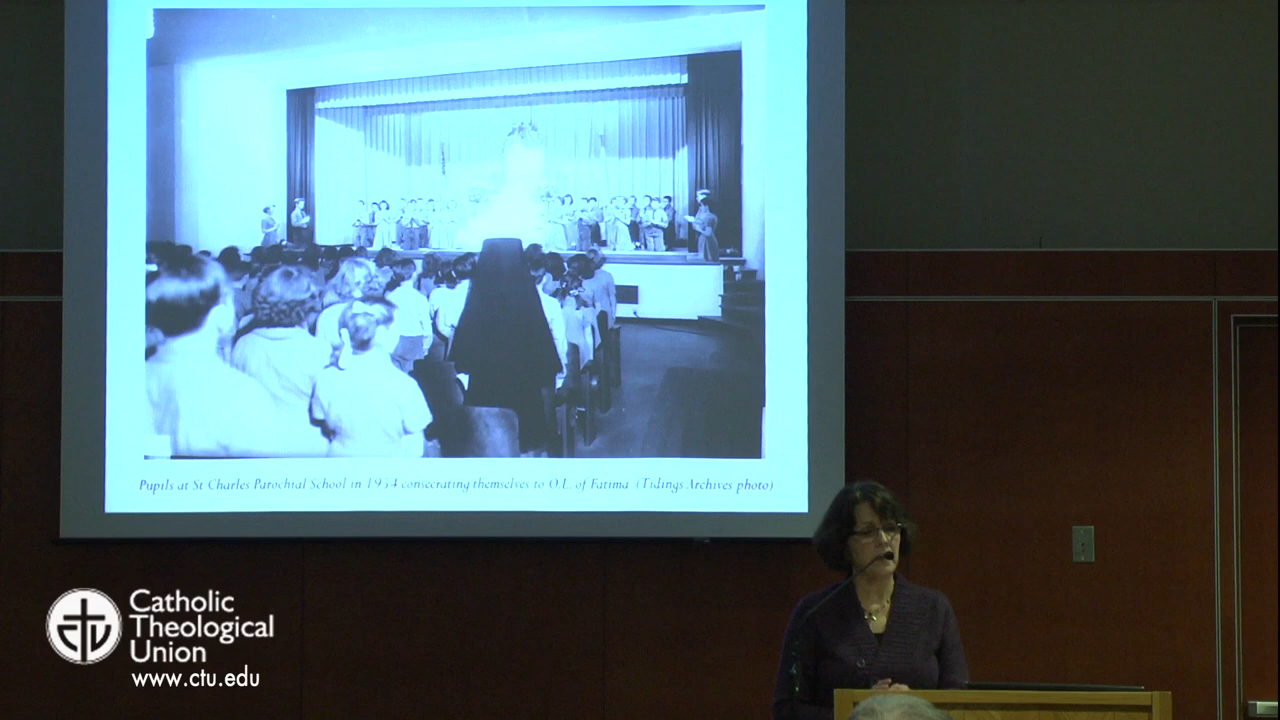 Pupils at St Charles Parochial School in 1954 consecrating themselves to O.L. of Fatima (Tidings Archives photo)
Catholic
Theological
Union
www.ctu.edu